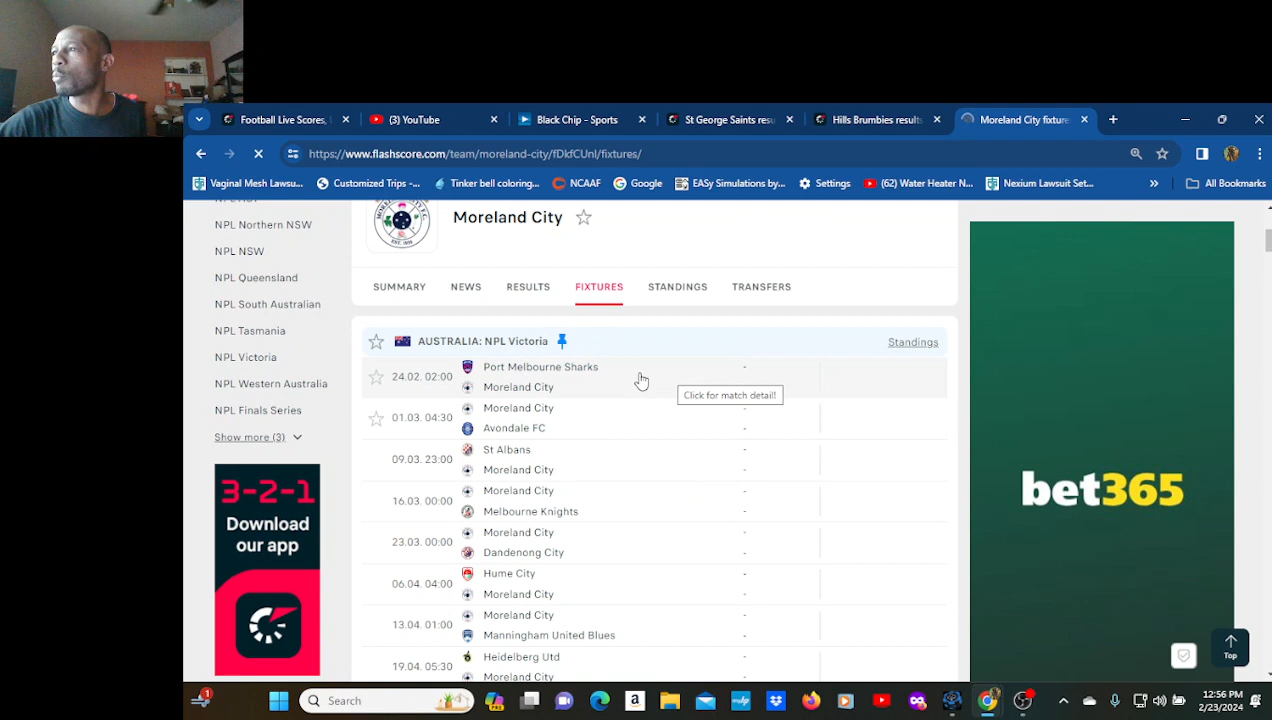 Football Live Scores,
(3) YouTube
Black Chip - Sports
St George Saints resu
Hills Brumbies results
Moreland City fixture
https://www.flashscore.com/team/moreland-city/fDkfCUnI/fixtures/
Vaginal Mesh Lawsu...
Customized Trips -...
Tinker bell coloring...
NCAAF
Google
EASy Simulations by...
Settings
(62) Water Heater N...
Nexium Lawsuit Set...
All Bookmarks
NPL Northern NSW
NPL NSW
NPL Queensland
NPL South Australian
NPL Tasmania
NPL Victoria
NPL Western Australia
NPL Finals Series
Show more (3)
3-2-1
Download
our app
Moreland City
SUMMARY
NEWS
RESULTS
FIXTURES
STANDINGS
TRANSFERS
AUSTRALIA: NPL Victoria
Standings
24.02. 02:00
Port Melbourne Sharks -
Moreland City
Click for match detail!
01.03. 04:30
Moreland City -
Avondale FC -
09.03. 23:00
St Albans -
Moreland City -
16.03. 00:00
Moreland City -
Melbourne Knights -
23.03. 00:00
Moreland City -
Dandenong City -
06.04. 04:00
Hume City -
Moreland City -
13.04. 01:00
Moreland City -
Manningham United Blues -
19.04. 05:30
Heidelberg Utd -
Moreland City -
bet365
Top
Search
12:56 PM
2/23/2024